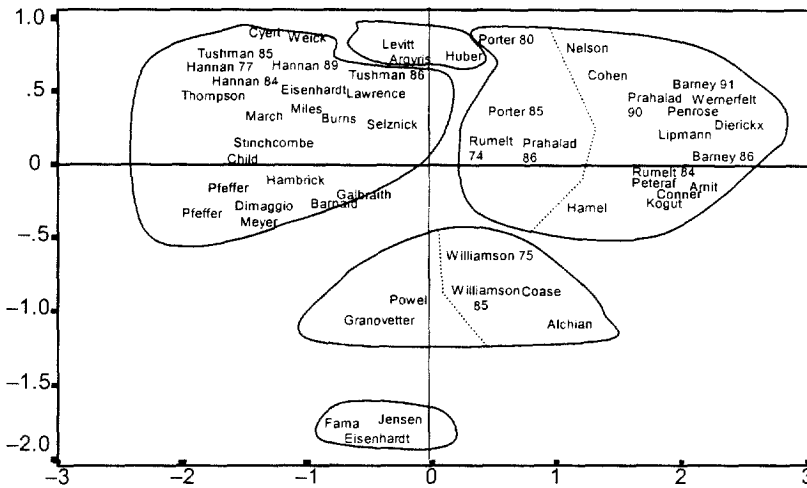 1.0
Cyert Weick
Levitt
Porter 80
Nelson
Tushman 85
Argyris
Huber
Hannan 77
Hannan 89
Tushman 86
Cohen
Hannan 84
Barney 91
.5
Thompson
Eisenhardt
Lawrence
Prahalad
90
Wernerfelt
Miles
Porter 85
Penrose
March
Burns
Selznick
Dierickx
Lipmann
Stinchcombe
Rumelt
74
Prahalad
86
Child
Barney 86
0
Rumelt 84
Pfeffer
Hambrick
Peteraf
Amit
Galbraith
Conner
Pfeffer
Dimaggio
Barnard
Hamel
Kogut
Meyer
–.5
Williamson 75
Powel
Williamson
85
Coase
–1.0
Granovetter
Alchian
–1.5
Fama
Jensen
Eisenhardt
–2.0
–3 –2 –1 0 1 2 3